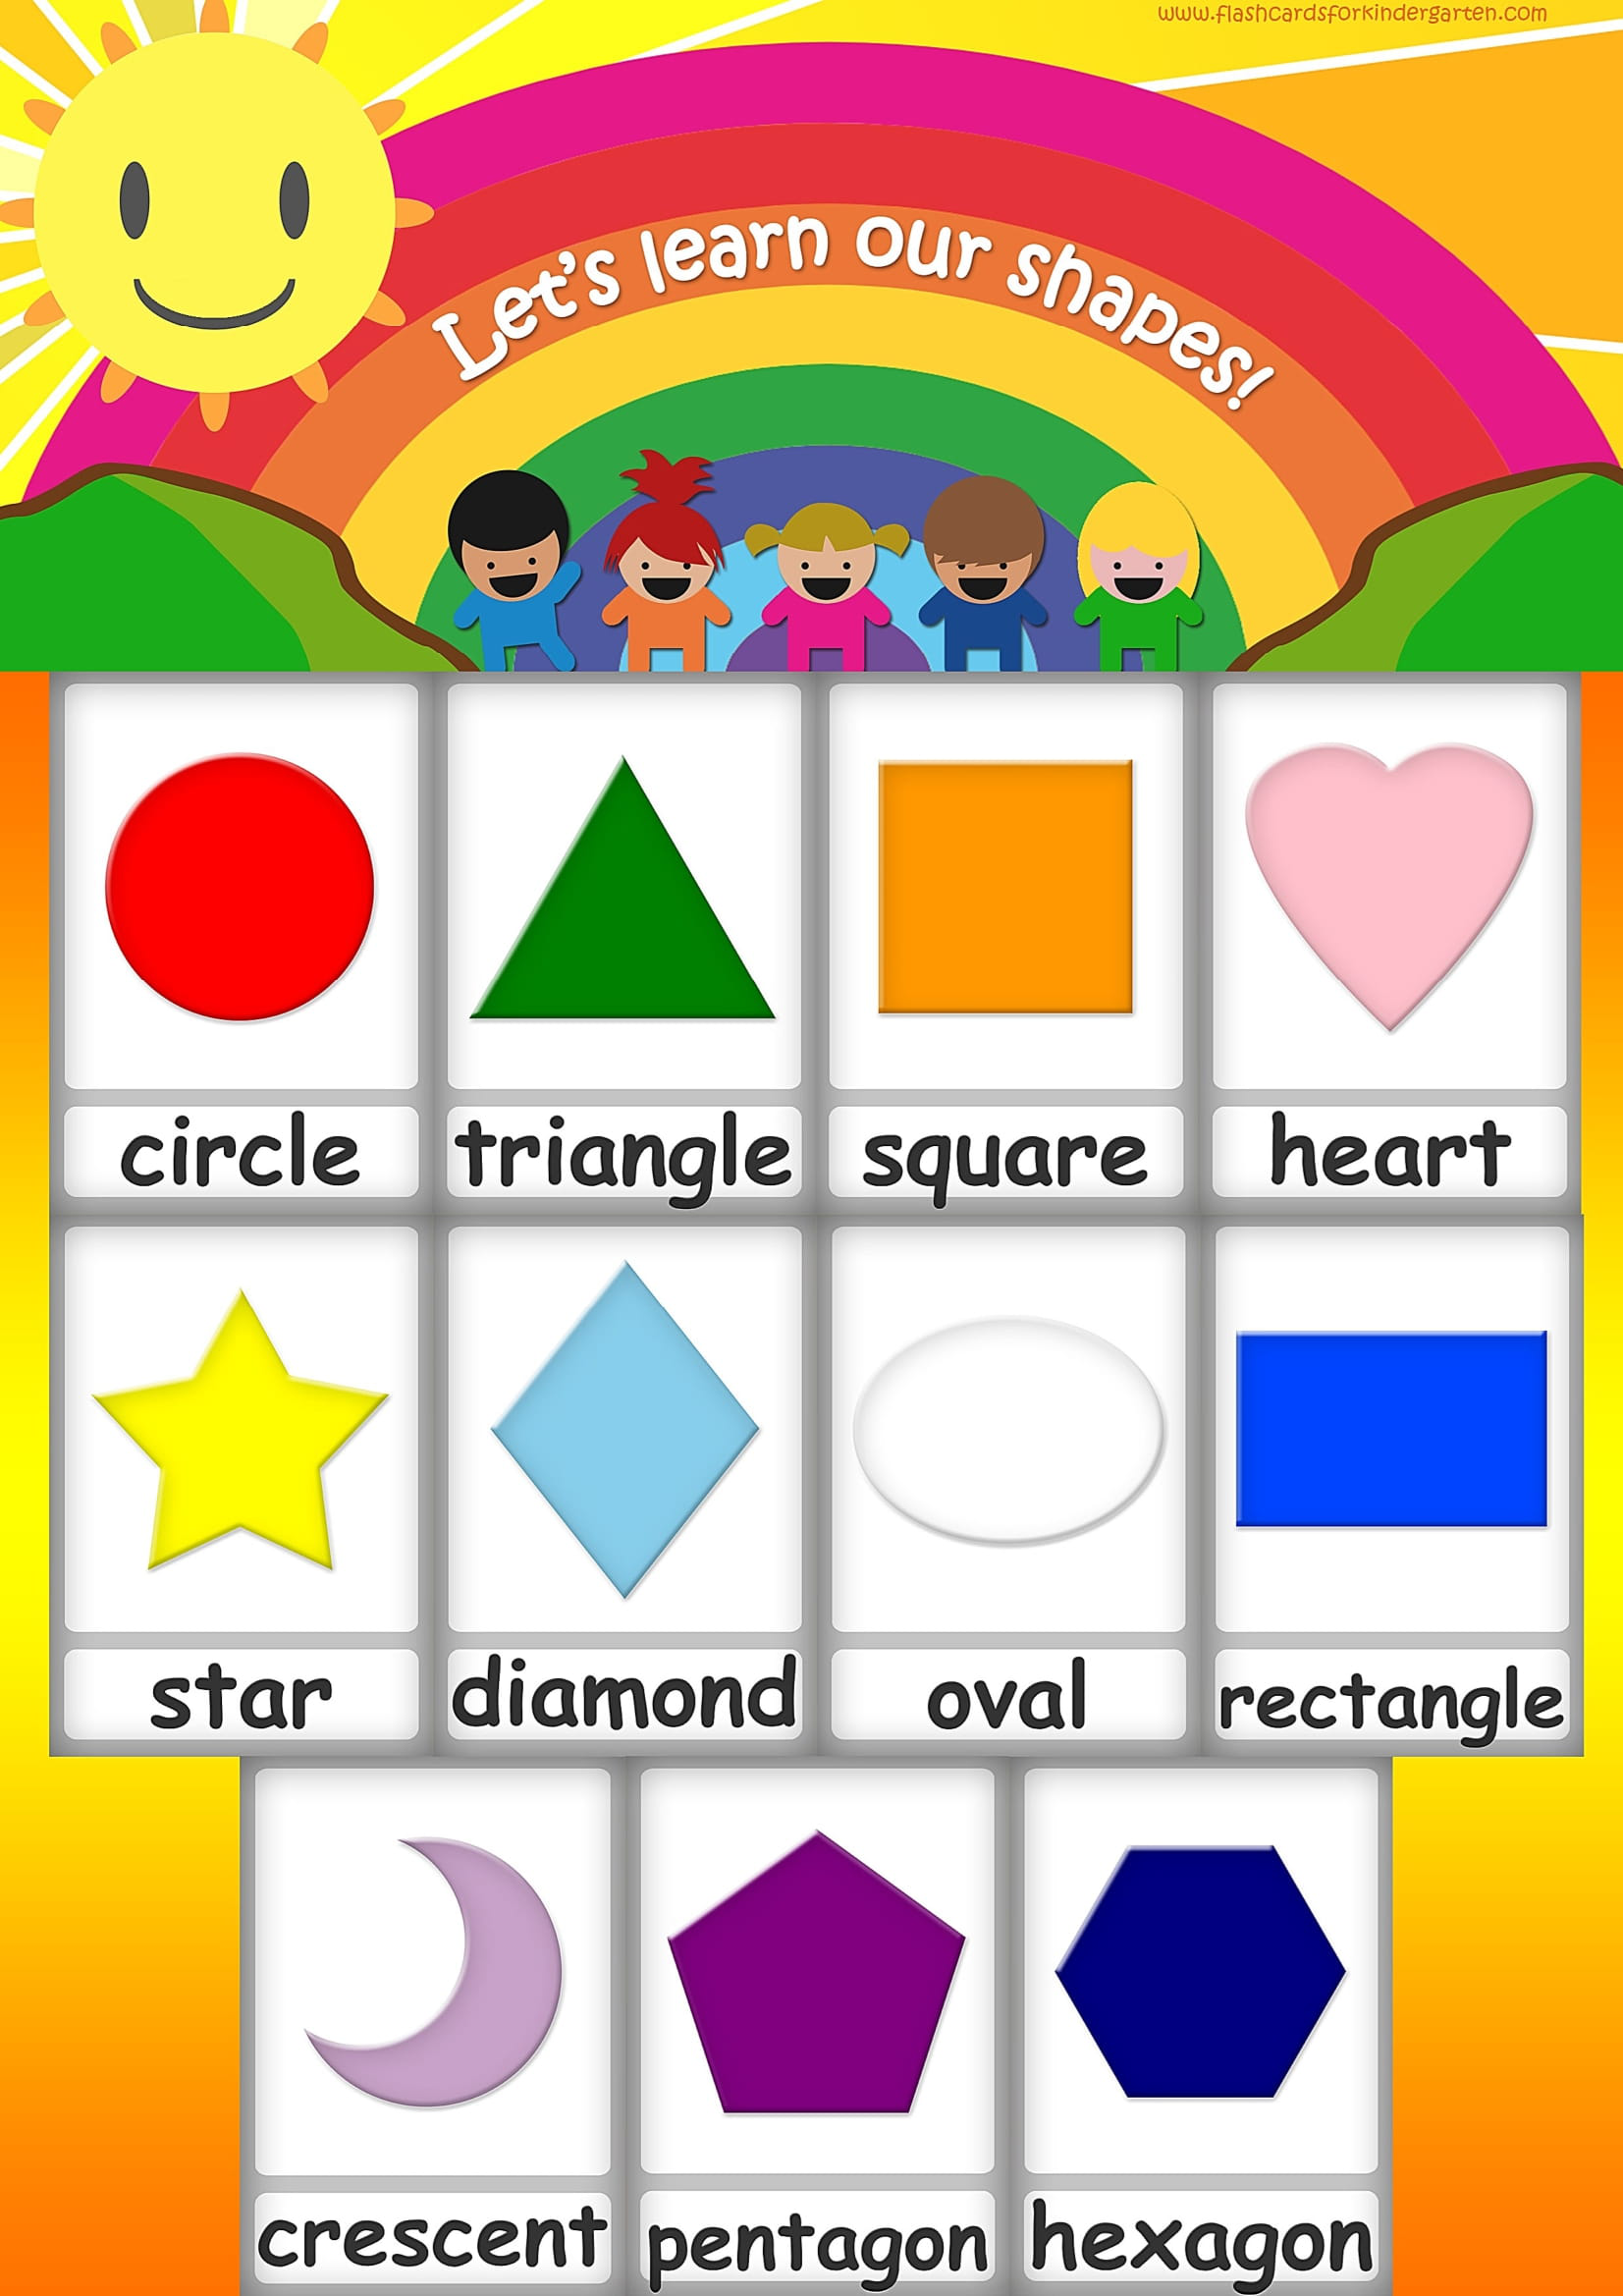 www.flashcardsforkindergarten.com
Let's learn our shapes!
circle triangle square heart
star diamond oval rectangle
crescent pentagon hexagon